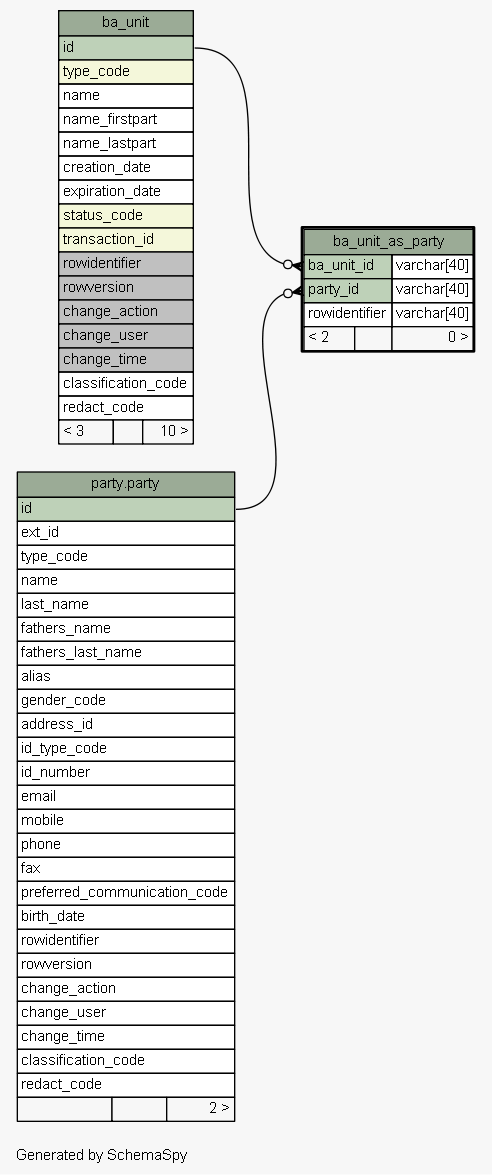 ba_unit
id
type_code
name
name_firstpart
name_lastpart
creation_date
expiration_date
status_code
transaction_id
rowidentifier
rowversion
change_action
change_user
change_time
classification_code
redact_code
< 3 10 >
ba_unit_as_party
ba_unit_id varchar[40]
party_id varchar[40]
rowidentifier varchar[40]
< 2 0 >
party.party
id
ext_id
type_code
name
last_name
fathers_name
fathers_last_name
alias
gender_code
address_id
id_type_code
id_number
email
mobile
phone
fax
preferred_communication_code
birth_date
rowidentifier
rowversion
change_action
change_user
change_time
classification_code
redact_code
2 >
Generated by SchemaSpy